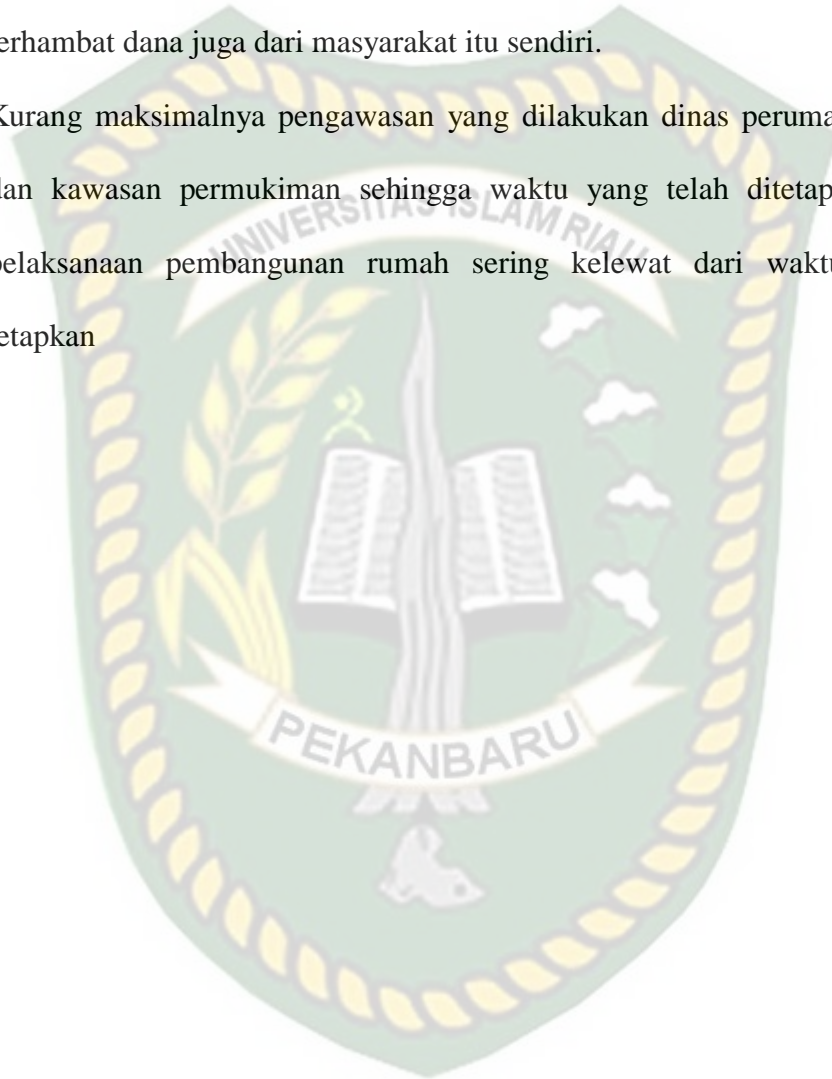 terhambat dana juga dari masyarakat itu sendiri.
Kurang maksimalnya pengawasan yang dilakukan dinas peruma
dan kawasan permukiman sehingga waktu yang telah ditetap
pelaksanaan pembangunan rumah sering kelewat dari waktu
tetapkan
UNIVERSITAS ISLAM RIAU
PEKANBARU